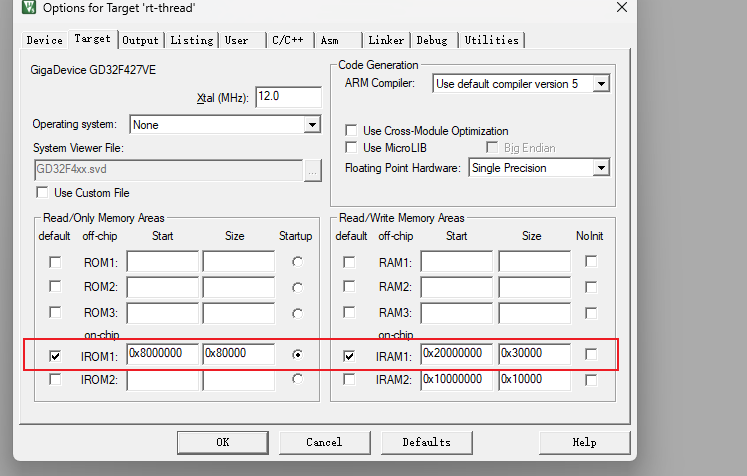 Options for Target 'rt-thread'
Device Target Output Listing User C/C++ Asm Linker Debug Utilities
GigaDevice GD32F427VE
Xtal (MHz): 12.0
Operating system: None
System Viewer File:
GD32F4xx.svd ...
Use Custom File
Code Generation
ARM Compiler: Use default compiler version 5
Use Cross-Module Optimization
Use MicroLIB Big Endian
Floating Point Hardware: Single Precision
Read/Only Memory Areas
default off-chip Start Size Startup
ROM1:
ROM2:
ROM3:
on-chip
IROM1: 0x8000000 0x80000
IROM2:
Read/Write Memory Areas
default off-chip Start Size NoInit
RAM1:
RAM2:
RAM3:
on-chip
IRAM1: 0x20000000 0x30000
IRAM2: 0x10000000 0x10000
OK Cancel Defaults Help